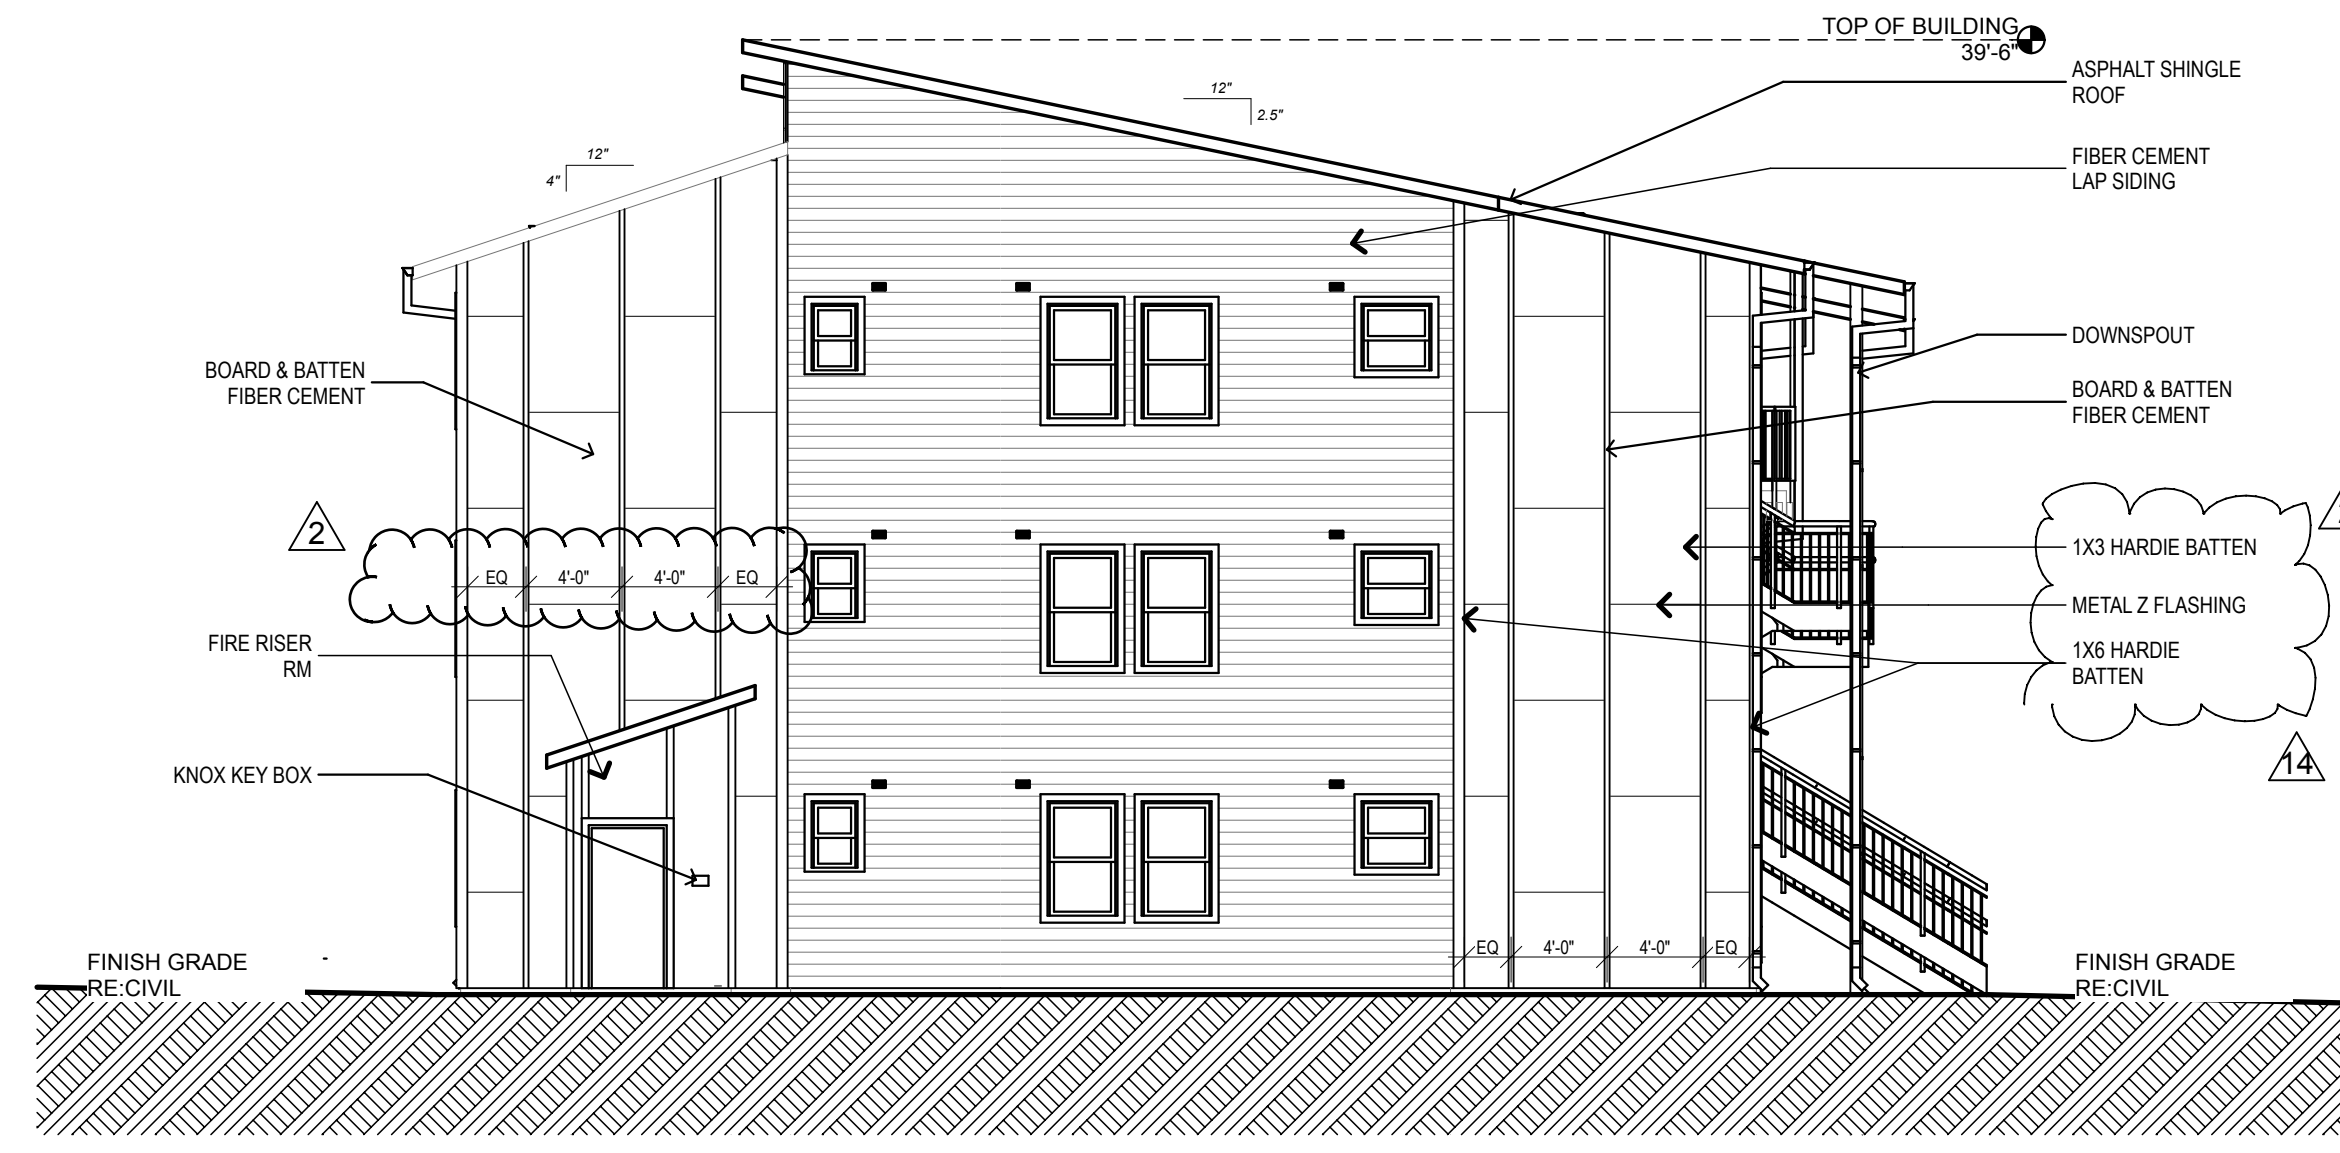 TOP OF BUILDING
39'-6"
ASPHALT SHINGLE
ROOF
12"
2.5"
FIBER CEMENT
LAP SIDING
12"
4"
DOWNSPOUT
BOARD & BATTEN
FIBER CEMENT
BOARD & BATTEN
FIBER CEMENT
2
1X3 HARDIE BATTEN
EQ 4'-0" 4'-0" EQ
METAL Z FLASHING
FIRE RISER
RM
1X6 HARDIE
BATTEN
KNOX KEY BOX
14
EQ 4'-0" 4'-0" EQ
FINISH GRADE
RE:CIVIL
FINISH GRADE
RE:CIVIL